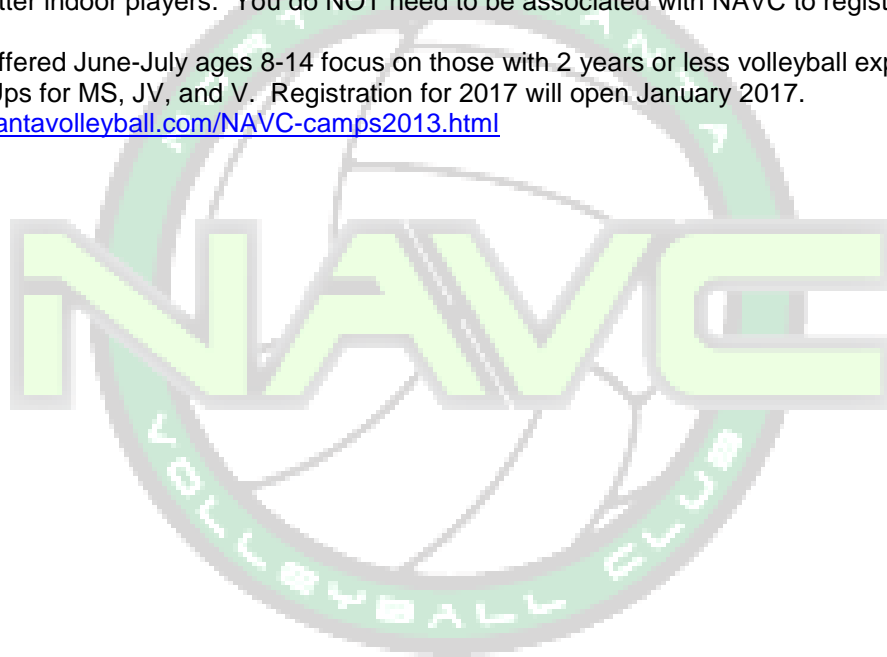 tter indoor players. You do NOT need to be associated with NAVC to regist
ffered June-July ages 8-14 focus on those with 2 years or less volleyball exp
Ups for MS, JV, and V. Registration for 2017 will open January 2017.
antavolleyball.com/NAVC-camps2013.html
NAVC
VOLLEYBALL CLUB